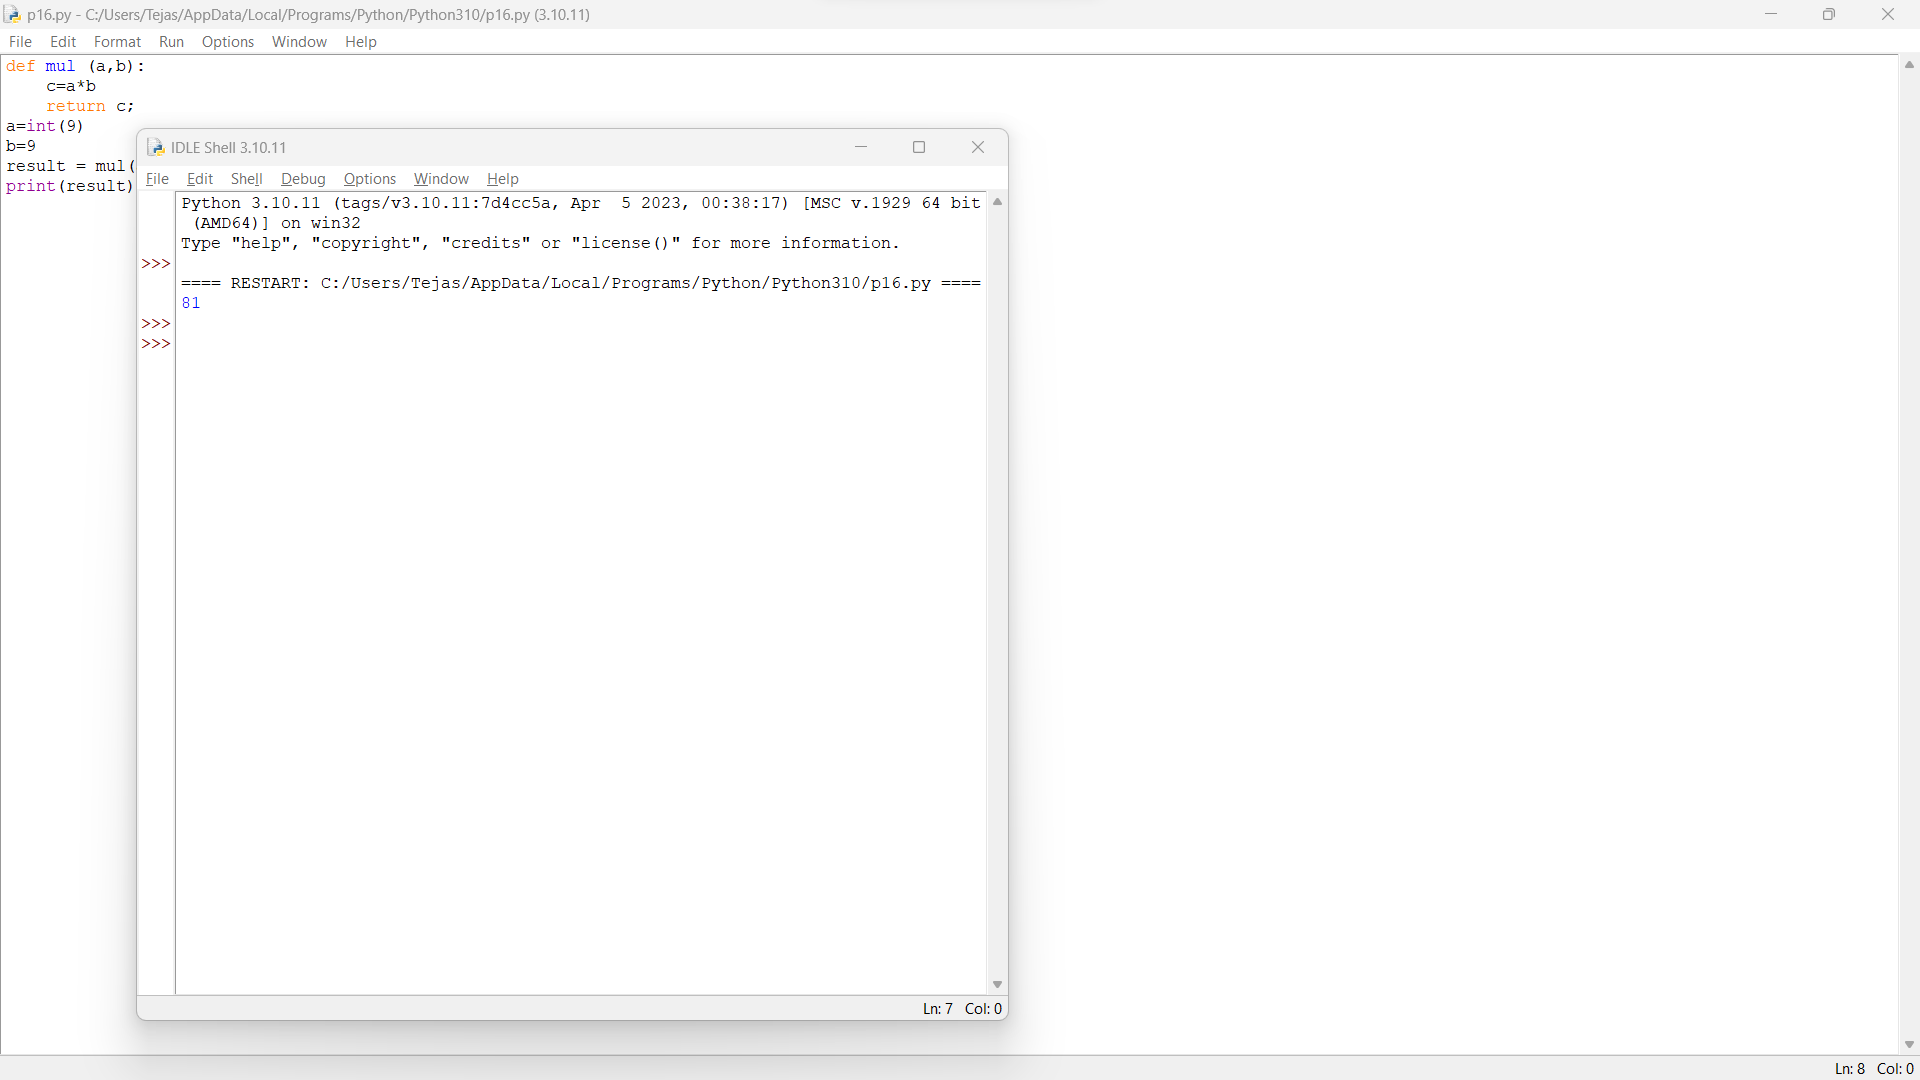 p16.py - C:/Users/Tejas/AppData/Local/Programs/Python/Python310/p16.py (3.10.11)
File Edit Format Run Options Window Help
def mul (a,b):
    c=a*b
    return c;
a=int(9)
b=9
result = mul(
print(result)
IDLE Shell 3.10.11
File Edit Shell Debug Options Window Help
Python 3.10.11 (tags/v3.10.11:7d4cc5a, Apr  5 2023, 00:38:17) [MSC v.1929 64 bit
 (AMD64)] on win32
Type "help", "copyright", "credits" or "license()" for more information.
>>>
==== RESTART: C:/Users/Tejas/AppData/Local/Programs/Python/Python310/p16.py ====
81
>>>
>>>
Ln: 7 Col: 0
Ln: 8 Col: 0